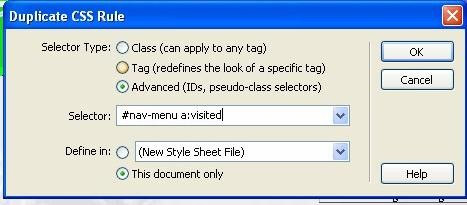 Duplicate CSS Rule
Selector Type: Class (can apply to any tag)
Tag (redefines the look of a specific tag)
Advanced (IDs, pseudo-class selectors)
OK
Cancel
Selector: #nav-menu a:visited
Define in: (New Style Sheet File)
This document only
Help